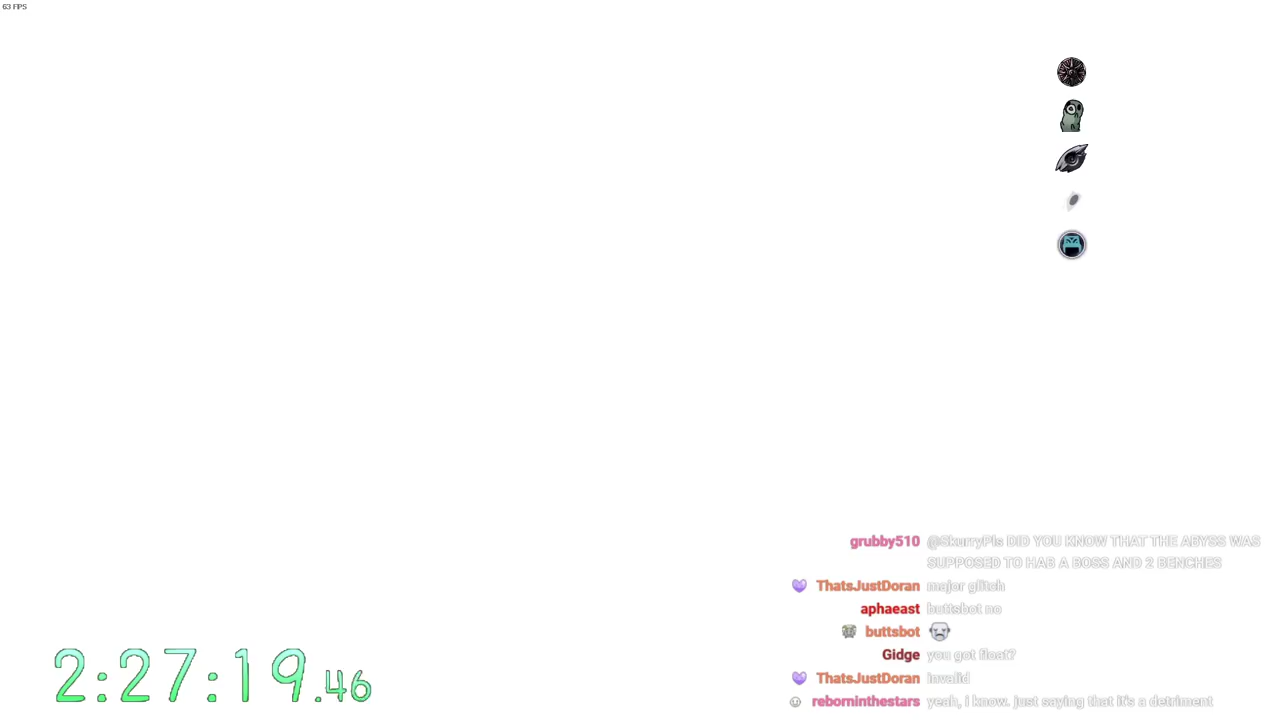 63 FPS
grubby510 @SkurryPls DID YOU KNOW THAT THE ABYSS WAS
SUPPOSED TO HAB A BOSS AND 2 BENCHES
ThatsJustDoran major glitch
aphaeast buttsbot no
buttsbot
Gidge you got float?
ThatsJustDoran Invalid
reborninthestars yeah, i know. just saying that it's a detriment
2:27:19.46